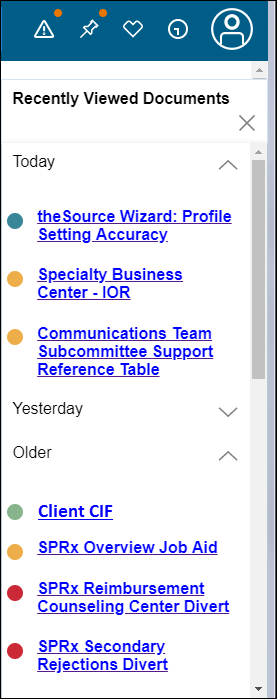 Recently Viewed Documents
Today
theSource Wizard: Profile
Setting Accuracy
Specialty Business
Center - IOR
Communications Team
Subcommittee Support
Reference Table
Yesterday
Older
Client CIF
SPRx Overview Job Aid
SPRx Reimbursement
Counseling Center Divert
SPRx Secondary
Rejections Divert